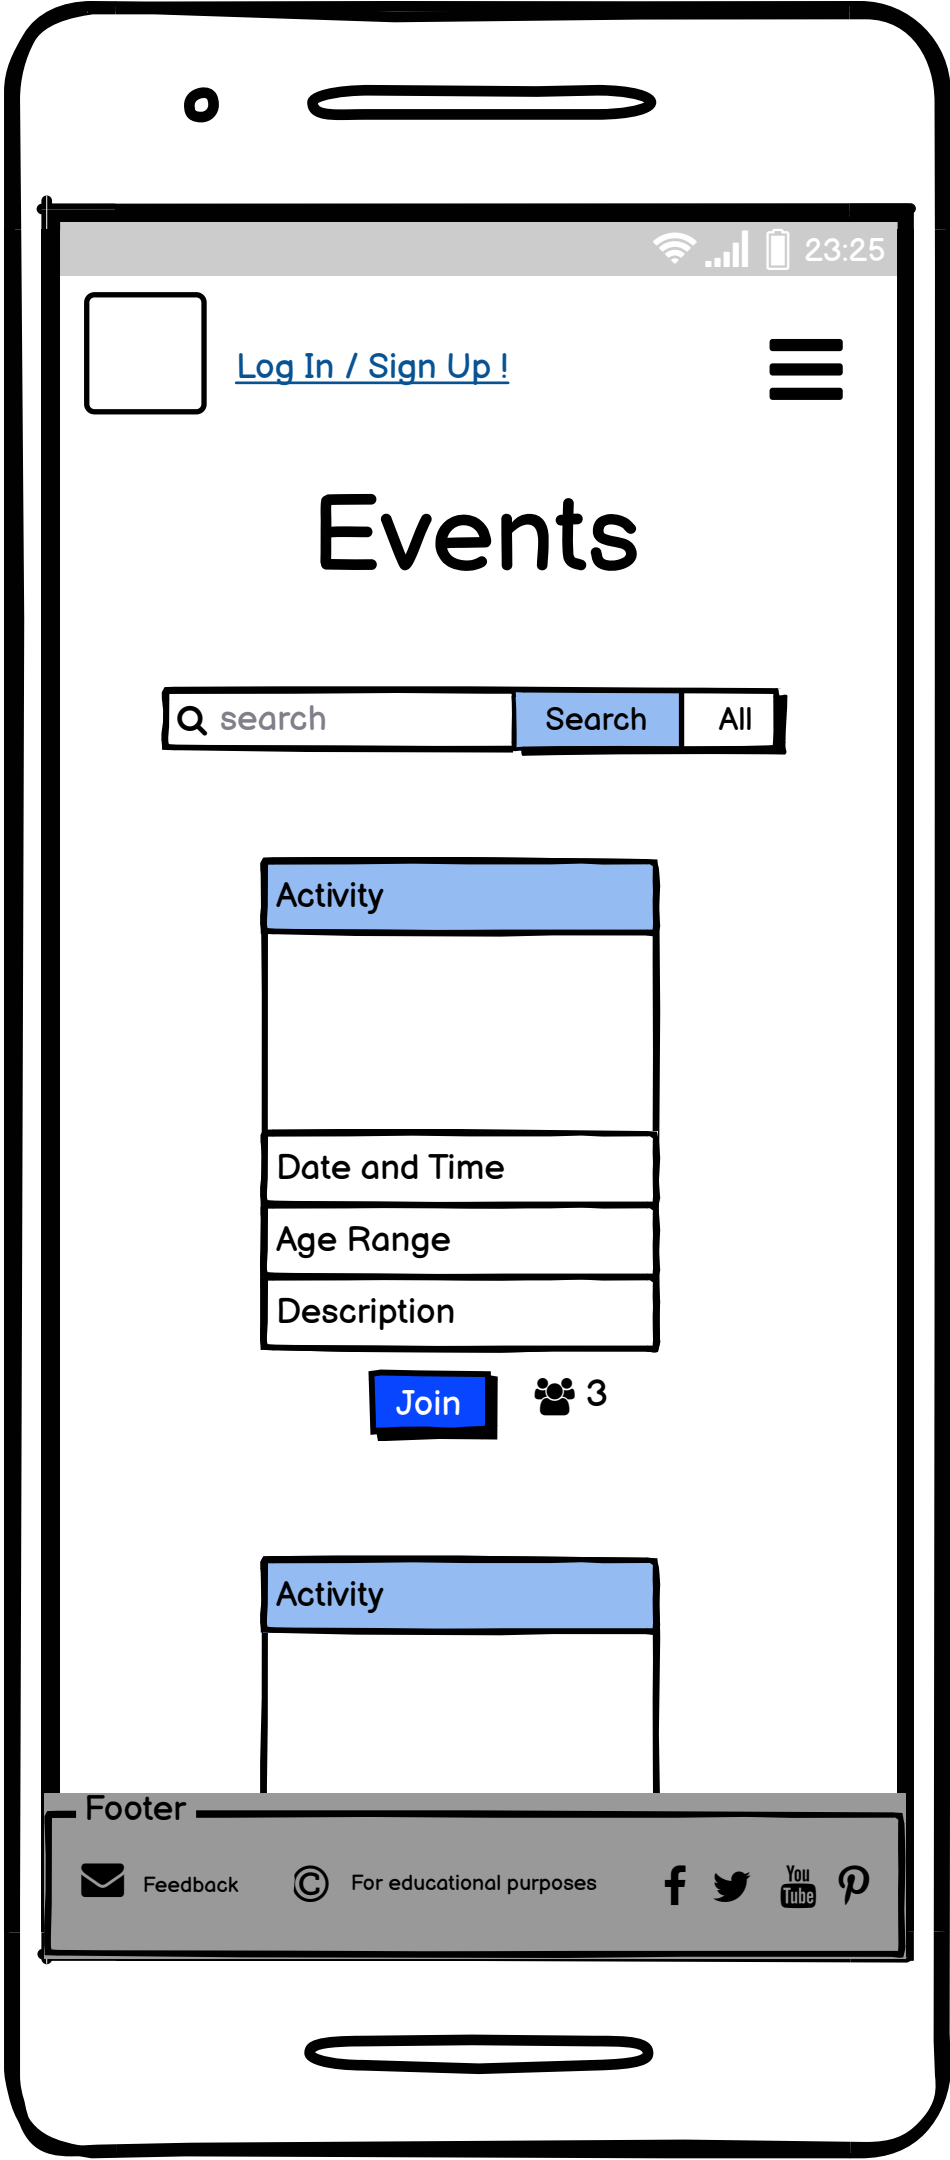 23:25
Log In / Sign Up !
Events
search Search All
Activity
Date and Time
Age Range
Description
Join 3
Activity
Footer
Feedback © For educational purposes You Tube